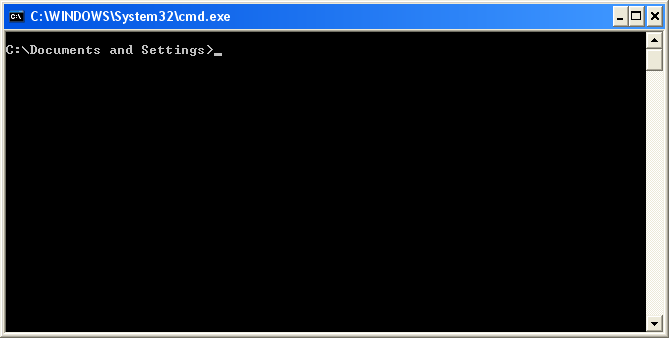 C:\WINDOWS\System32\cmd.exe
C:\Documents and Settings>_